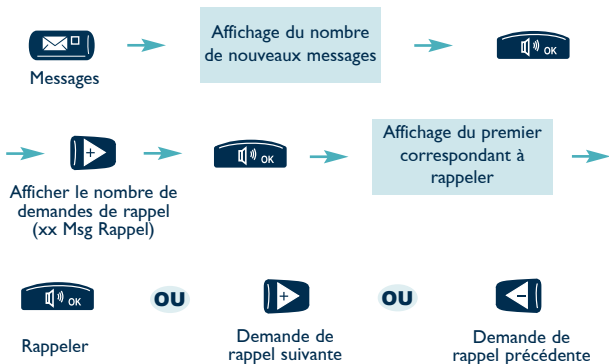 Affichage du nombre
de nouveaux messages
OK
Messages
Affichage du premier
correspondant à
rappeler
+
OK
Afficher le nombre de
demandes de rappel
(xx Msg Rappel)
OK
OU
+
OU
-
Rappeler
Demande de
rappel suivante
Demande de
rappel précédente